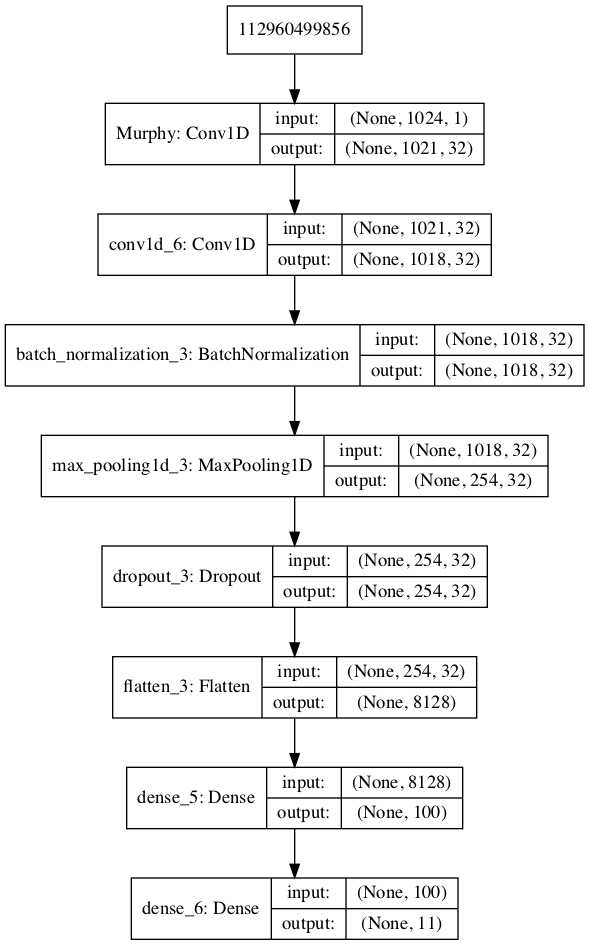 112960499856
Murphy: Conv1D
input:
(None, 1024, 1)
output:
(None, 1021, 32)
conv1d_6: Conv1D
input:
(None, 1021, 32)
output:
(None, 1018, 32)
batch_normalization_3: BatchNormalization
input:
(None, 1018, 32)
output:
(None, 1018, 32)
max_pooling1d_3: MaxPooling1D
input:
(None, 1018, 32)
output:
(None, 254, 32)
dropout_3: Dropout
input:
(None, 254, 32)
output:
(None, 254, 32)
flatten_3: Flatten
input:
(None, 254, 32)
output:
(None, 8128)
dense_5: Dense
input:
(None, 8128)
output:
(None, 100)
dense_6: Dense
input:
(None, 100)
output:
(None, 11)